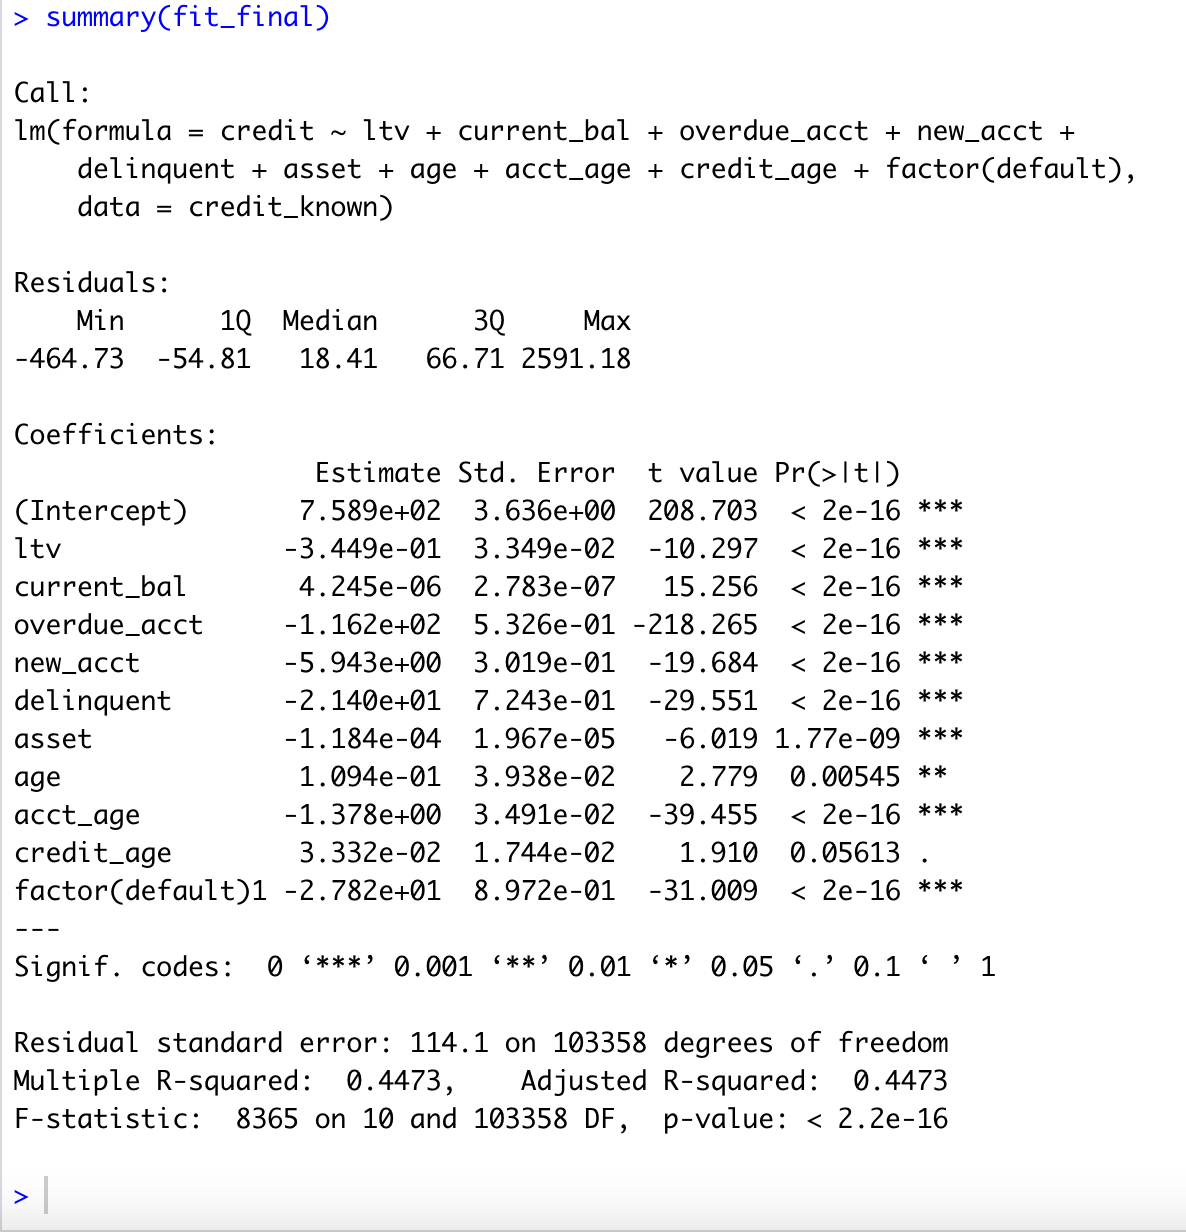 > summary(fit_final)
Call:
lm(formula = credit ~ ltv + current_bal + overdue_acct + new_acct +
    delinquent + asset + age + acct_age + credit_age + factor(default),
    data = credit_known)
Residuals:
    Min      1Q  Median      3Q     Max
-464.73  -54.81   18.41   66.71 2591.18
Coefficients:
                   Estimate Std. Error  t value Pr(>|t|)
(Intercept)       7.589e+02  3.636e+00  208.703  < 2e-16 ***
ltv              -3.449e-01  3.349e-02  -10.297  < 2e-16 ***
current_bal       4.245e-06  2.783e-07   15.256  < 2e-16 ***
overdue_acct     -1.162e+02  5.326e-01 -218.265  < 2e-16 ***
new_acct         -5.943e+00  3.019e-01  -19.684  < 2e-16 ***
delinquent       -2.140e+01  7.243e-01  -29.551  < 2e-16 ***
asset            -1.184e-04  1.967e-05   -6.019 1.77e-09 ***
age               1.094e-01  3.938e-02    2.779  0.00545 **
acct_age         -1.378e+00  3.491e-02  -39.455  < 2e-16 ***
credit_age        3.332e-02  1.744e-02    1.910  0.05613 .
factor(default)1 -2.782e+01  8.972e-01  -31.009  < 2e-16 ***
---
Signif. codes:  0 ‘***’ 0.001 ‘**’ 0.01 ‘*’ 0.05 ‘.’ 0.1 ‘ ’ 1
Residual standard error: 114.1 on 103358 degrees of freedom
Multiple R-squared:  0.4473,    Adjusted R-squared:  0.4473
F-statistic:  8365 on 10 and 103358 DF,  p-value: < 2.2e-16
>